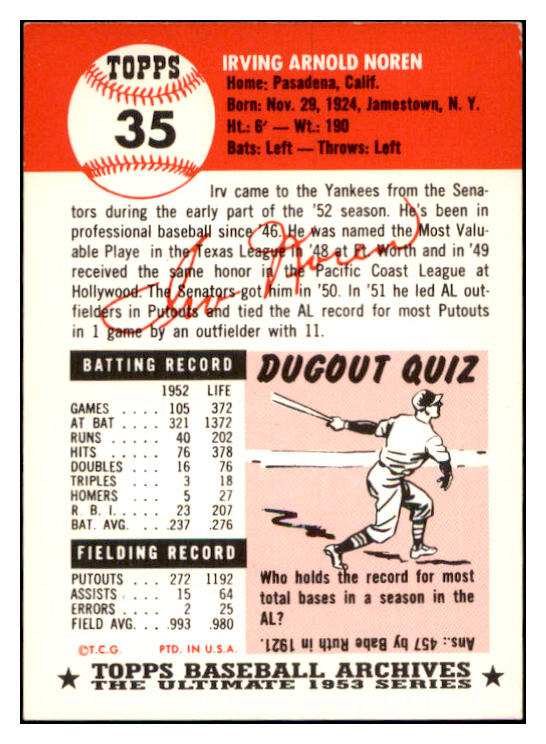 TOPPS
35
IRVING ARNOLD NOREN
Home: Pasadena, Calif.
Born: Nov. 29, 1924, Jamestown, N. Y.
Ht.: 6' — Wt.: 190
Bats: Left — Throws: Left
Irv came to the Yankees from the Sena-
tors during the early part of the '52 season. He's been in
professional baseball since '46. He was named the Most Valu-
able Playe in the Texas League in '48 at Ft. Worth and in '49
received the same honor in the Pacific Coast League at
Hollywood. The Senators got him in '50. In '51 he led AL out-
fielders in Putouts and tied the AL record for most Putouts
in 1 game by an outfielder with 11.
Irv Noren
BATTING RECORD
1952 LIFE
GAMES .... 105 372
AT BAT .... 321 1372
RUNS ..... 40 202
HITS ..... 76 378
DOUBLES ... 16 76
TRIPLES ... 3 18
HOMERS ... 5 27
R. B. I. .... 23 207
BAT. AVG. ... .237 .276
FIELDING RECORD
PUTOUTS ... 272 1192
ASSISTS .... 15 64
ERRORS .... 2 25
FIELD AVG. ... .993 .980
©T.C.G. PTD. IN U.S.A.
DUGOUT QUIZ
Who holds the record for most
total bases in a season in the
AL?
Ans.: 457 by Babe Ruth in 1921.
★ TOPPS BASEBALL ARCHIVES ★
THE ULTIMATE 1953 SERIES